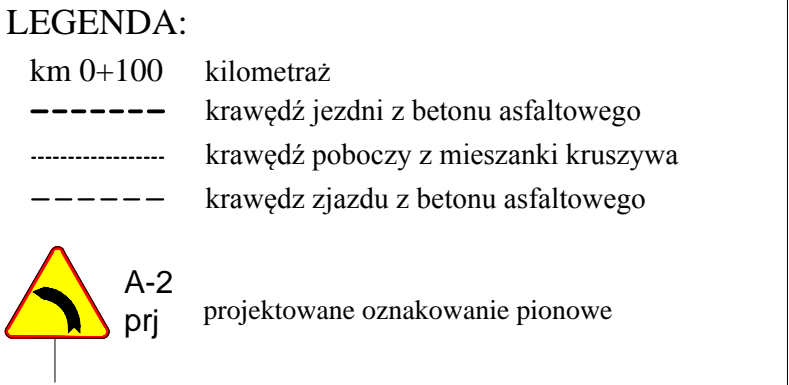 LEGENDA:
km 0+100 kilometraż
krawędź jezdni z betonu asfaltowego
krawędź poboczy z mieszanki kruszywa
krawędz zjazdu z betonu asfaltowego
A-2
prj projektowane oznakowanie pionowe